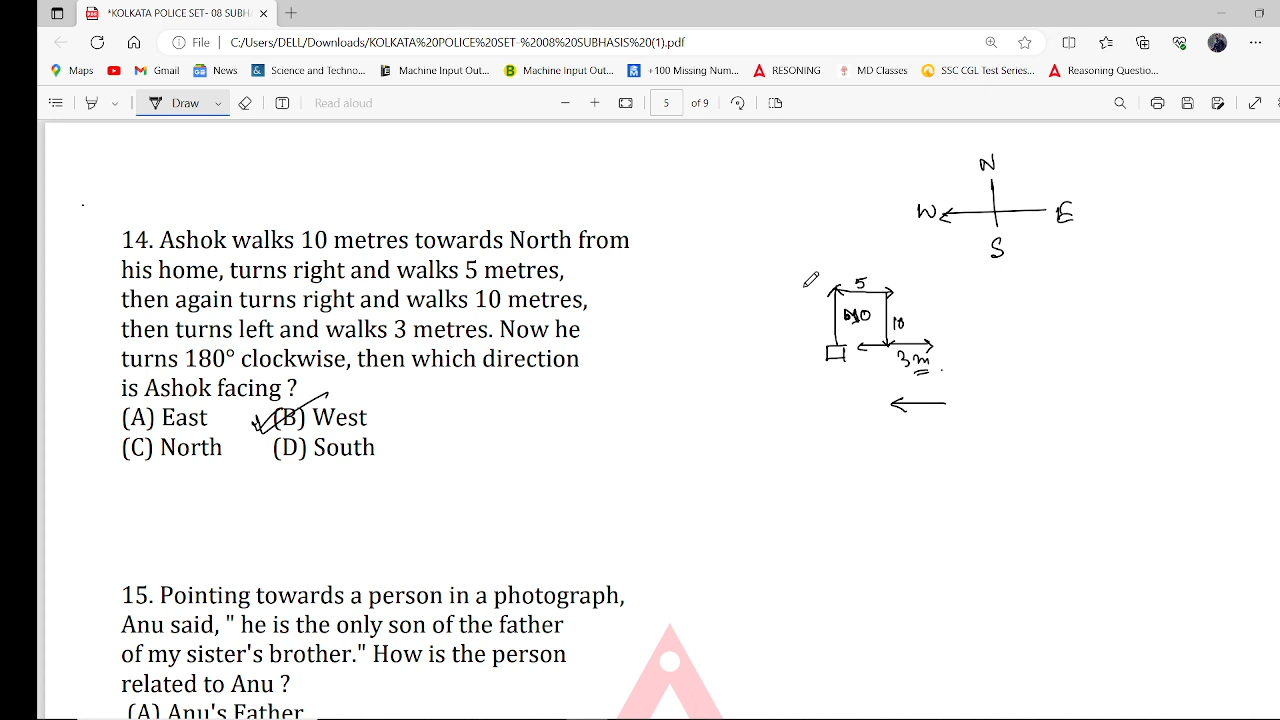 *KOLKATA POLICE SET- 08 SUBH
File C:/Users/DELL/Downloads/KOLKATA%20POLICE%20SET-%2008%20SUBHASIS%20(1).pdf
Maps Gmail News Science and Techno... Machine Input Out... Machine Input Out... +100 Missing Num... RESONING MD Classes SSC CGL Test Series... Reasoning Questio...
Draw Read aloud 5 of 9
N
W E
S
14. Ashok walks 10 metres towards North from
his home, turns right and walks 5 metres,
then again turns right and walks 10 metres,
then turns left and walks 3 metres. Now he
turns 180° clockwise, then which direction
is Ashok facing ?
(A) East (B) West
(C) North (D) South
5
10
3m
15. Pointing towards a person in a photograph,
Anu said, " he is the only son of the father
of my sister's brother." How is the person
related to Anu ?
(A) Anu's Father